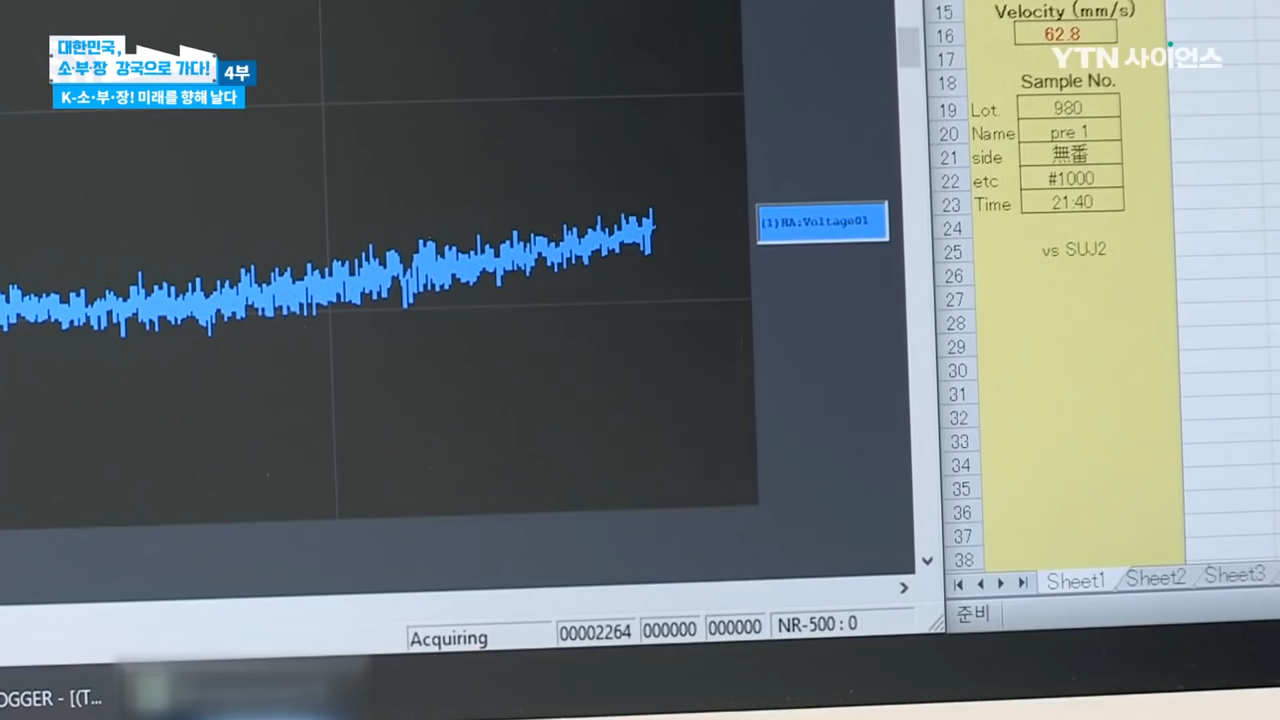 대한민국,
소·부·장 강국으로 가다!
4부
K-소·부·장! 미래를 향해 날다
YTN 사이언스
(1)HA:Voltage01
15 Velocity (mm/s)
16 62.8
17
18 Sample No.
19 Lot. 980
20 Name pre 1
21 side 無番
22 etc #1000
23 Time 21:40
24
25 vs SUJ2
26
27
28
29
30
31
32
33
34
35
36
37
38
Sheet1 Sheet2 Sheet3
준비
Acquiring 00002264 000000 000000 NR-500 : 0
OGGER - [(T...